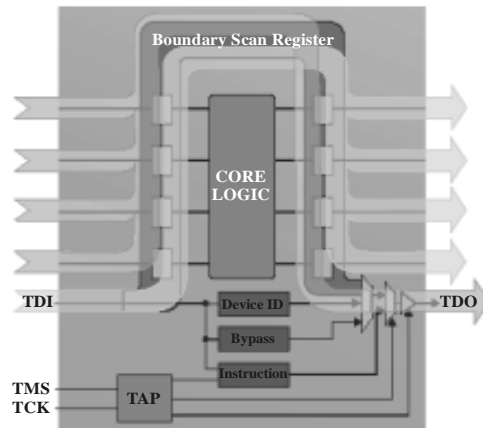 Boundary Scan Register
CORE
LOGIC
TDI
Device ID
TDO
Bypass
Instruction
TMS
TAP
TCK